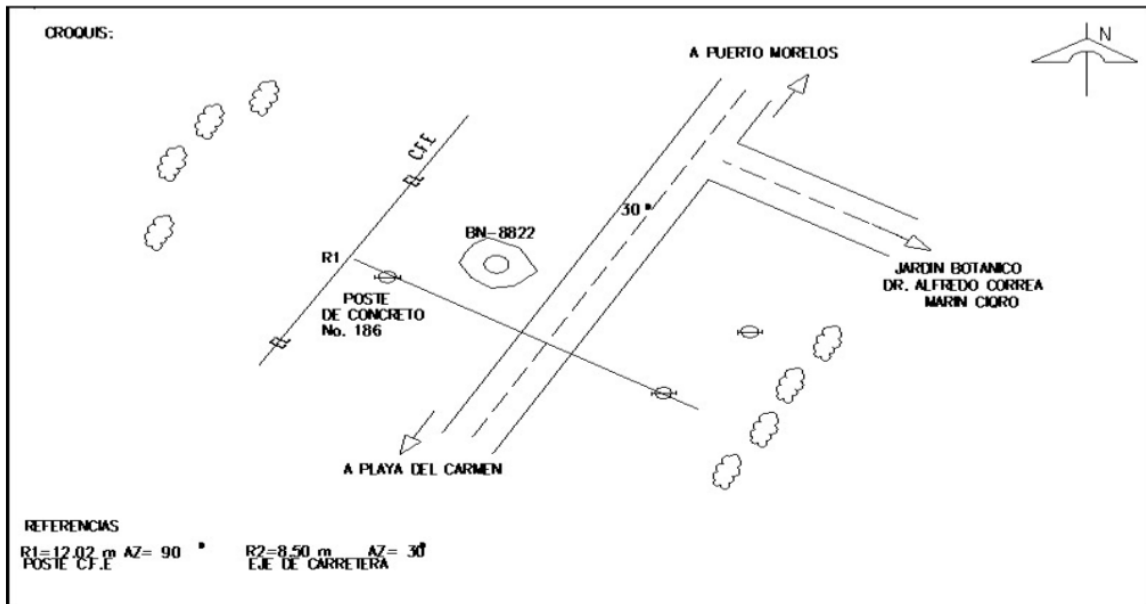 CROQUIS:
N
A PUERTO MORELOS
C.F.E
30°
BN-8822
R1
JARDIN BOTANICO
DR. ALFREDO CORREA
MARIN CIQRO
POSTE
DE CONCRETO
No. 186
A PLAYA DEL CARMEN
REFERENCIAS
R1=12.02 m AZ= 90 °
POSTE C.F.E
R2=8.50 m AZ= 30°
EJE DE CARRETERA